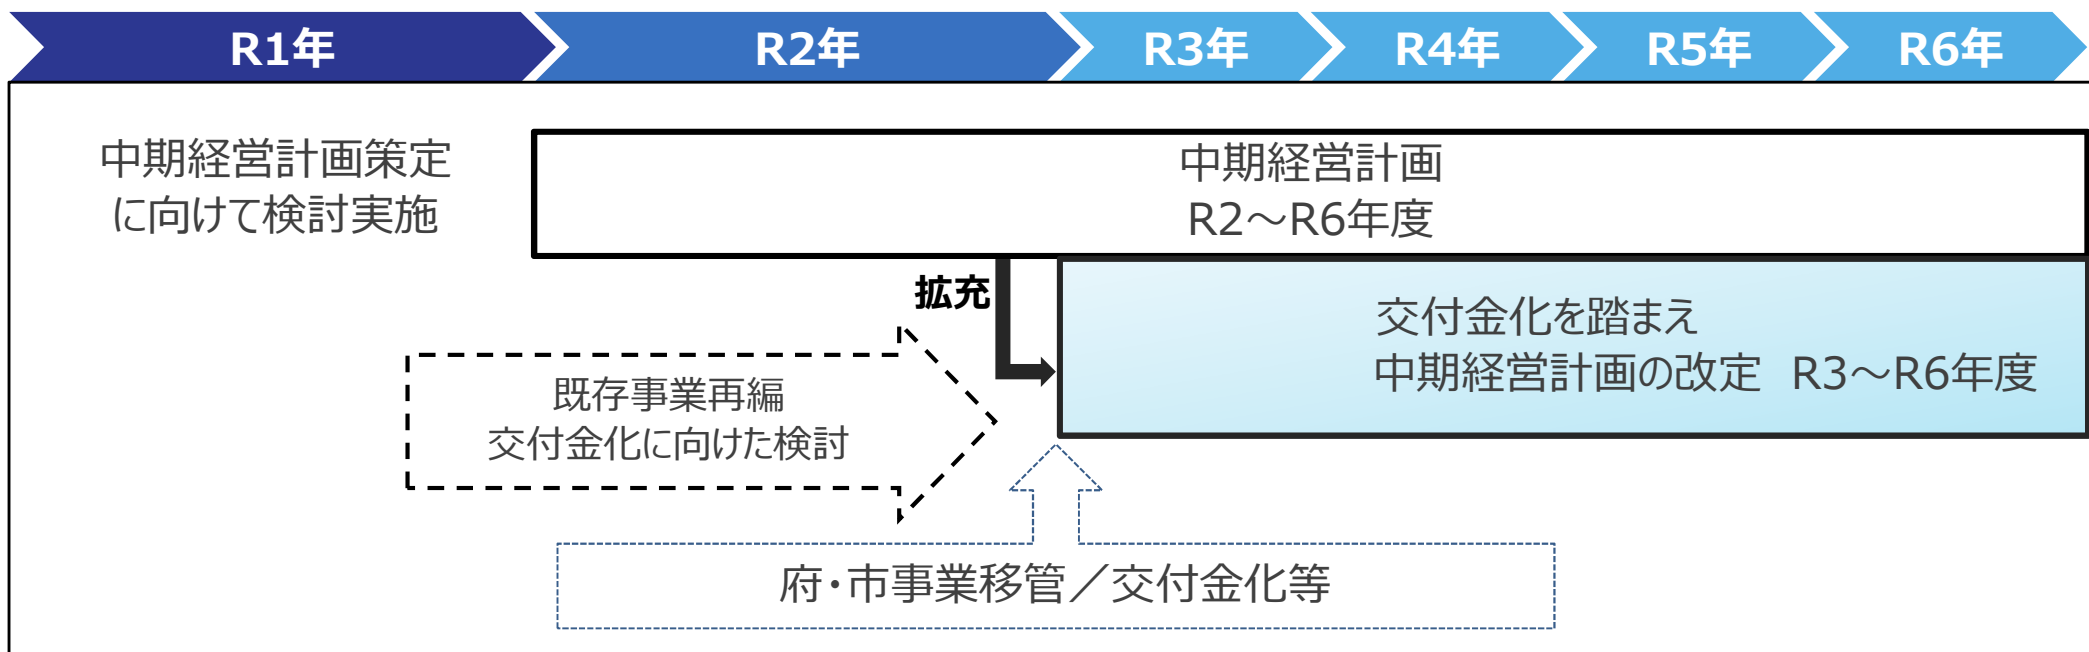 R1年
R2年
R3年
R4年
R5年
R6年
中期経営計画策定
に向けて検討実施
中期経営計画
R2～R6年度
拡充
交付金化を踏まえ
中期経営計画の改定　R3～R6年度
既存事業再編
交付金化に向けた検討
府・市事業移管／交付金化等